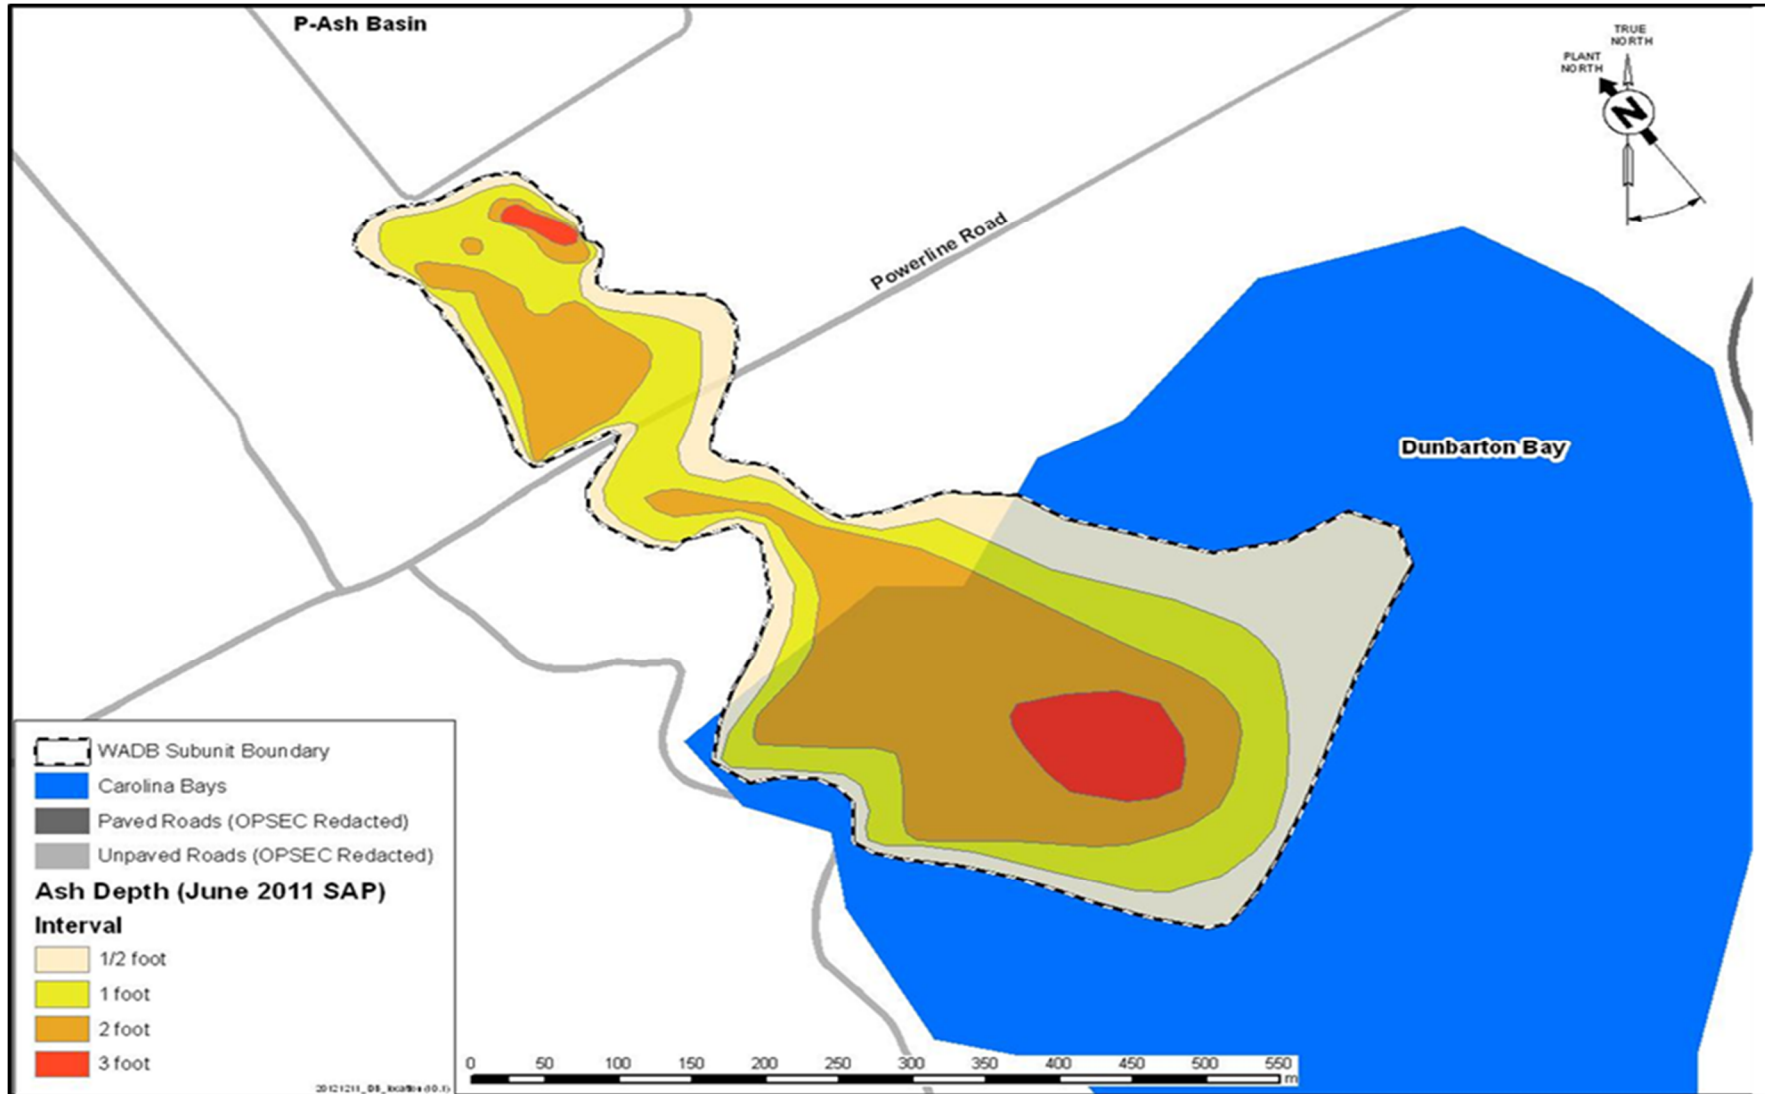 P-Ash Basin
TRUE
NORTH
PLANT
NORTH
N
Powerline Road
Dunbarton Bay
WADB Subunit Boundary
Carolina Bays
Paved Roads (OPSEC Redacted)
Unpaved Roads (OPSEC Redacted)
Ash Depth (June 2011 SAP)
Interval
1/2 foot
1 foot
2 foot
3 foot
0 50 100 150 200 250 300 350 400 450 500 550
m